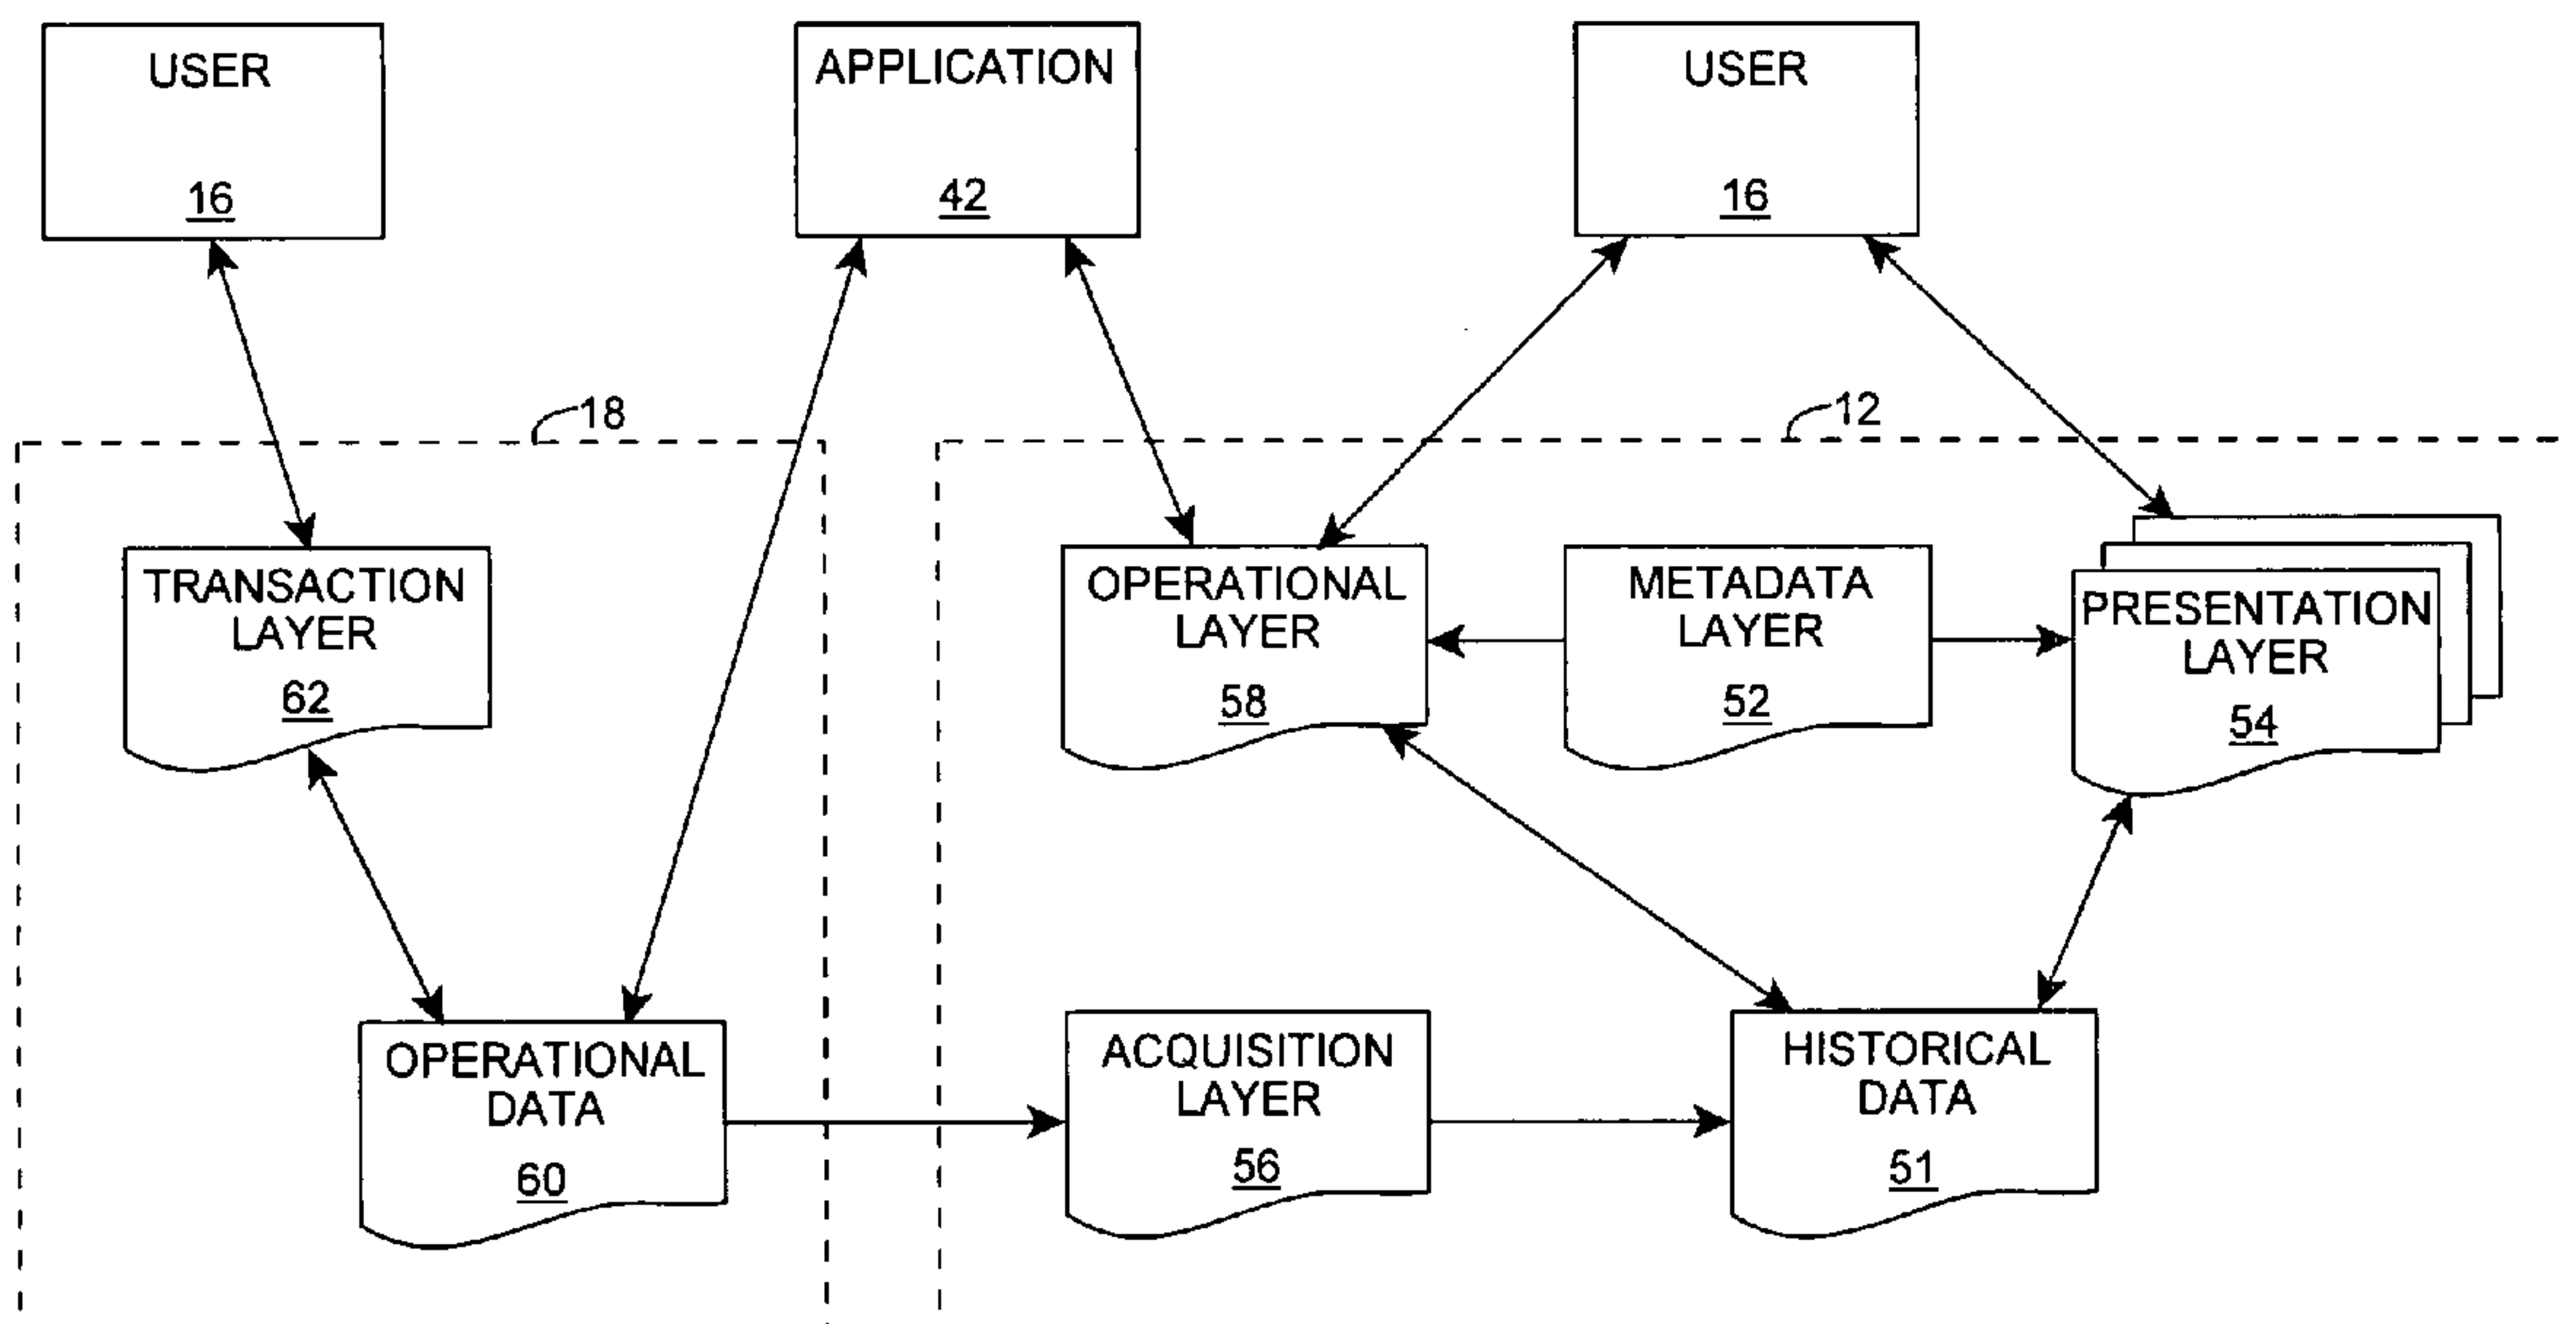 USER
16
APPLICATION
42
USER
16
18
12
TRANSACTION
LAYER
62
OPERATIONAL
LAYER
58
METADATA
LAYER
52
PRESENTATION
LAYER
54
OPERATIONAL
DATA
60
ACQUISITION
LAYER
56
HISTORICAL
DATA
51